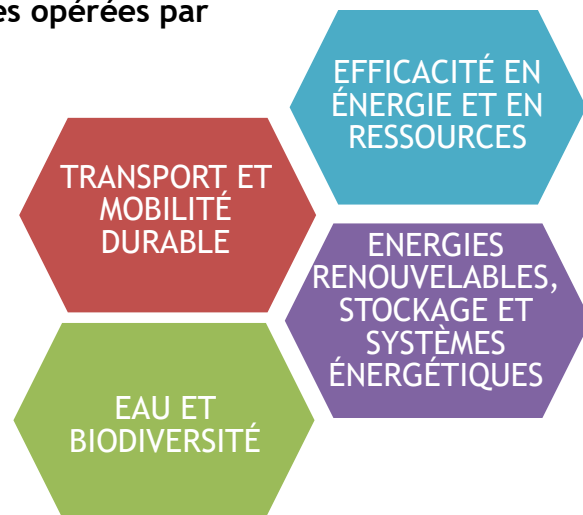 es opérées par
EFFICACITÉ EN
ÉNERGIE ET EN
RESSOURCES
TRANSPORT ET
MOBILITÉ
DURABLE
ENERGIES
RENOUVELABLES,
STOCKAGE ET
SYSTÈMES
ÉNERGÉTIQUES
EAU ET
BIODIVERSITÉ